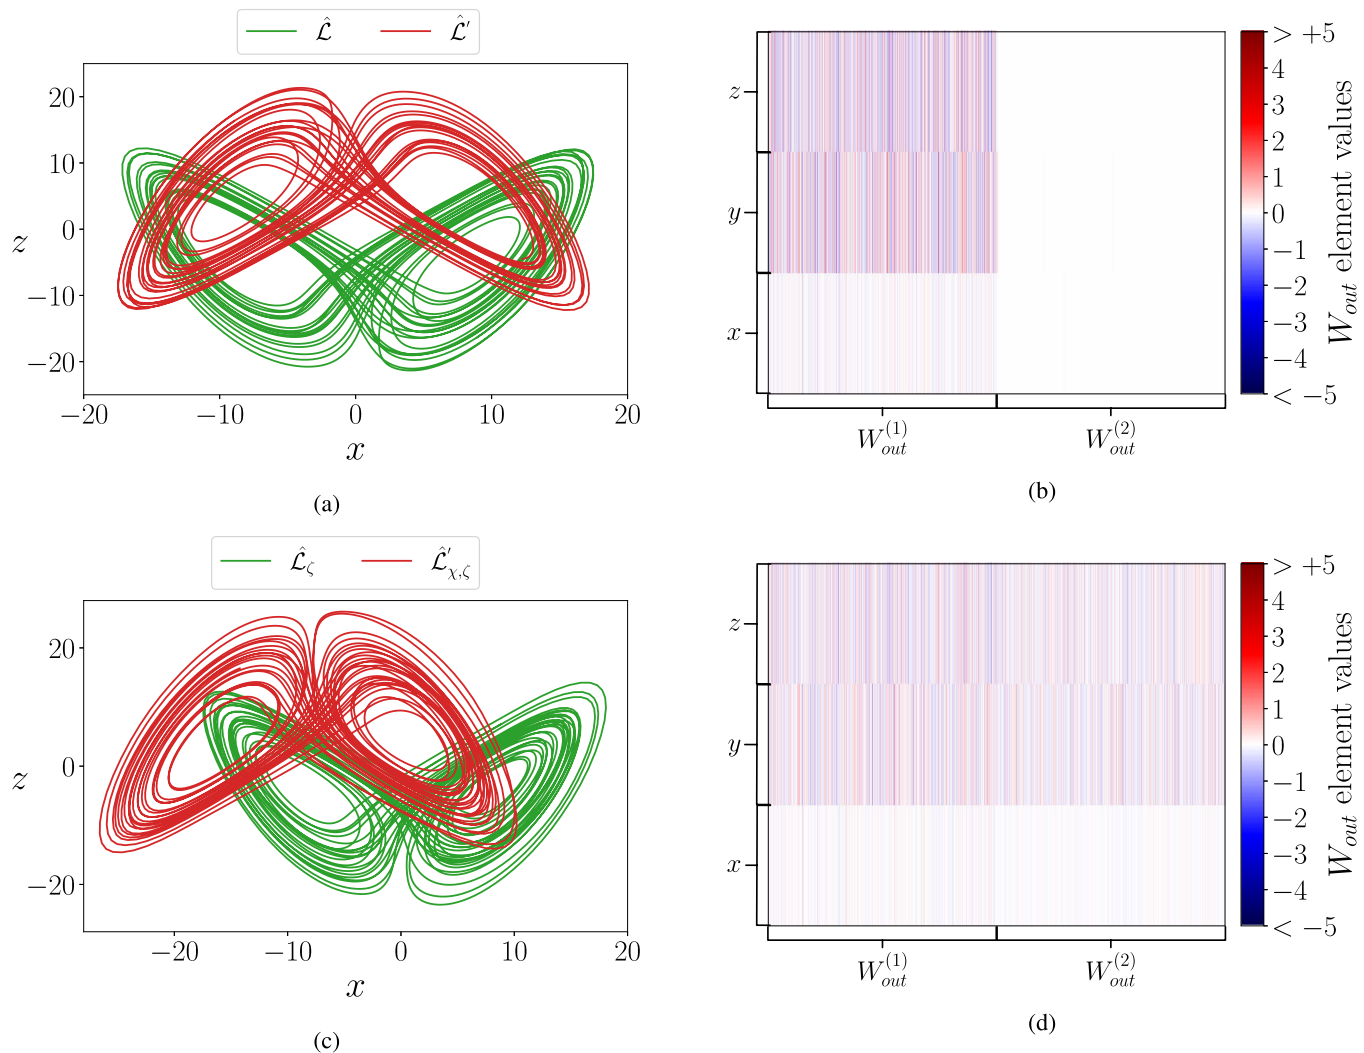 ℒ̂ ℒ̂′
20
10
0
−10
−20
z
−20 −10 0 10 20
x
(a)
z
y
x
W_out^(1) W_out^(2)
> +5
4
3
2
1
0
−1
−2
−3
−4
< −5
W_out element values
(b)
ℒ̂_ζ ℒ̂′_χ,ζ
20
0
−20
z
−20 −10 0 10 20
x
(c)
z
y
x
W_out^(1) W_out^(2)
> +5
4
3
2
1
0
−1
−2
−3
−4
< −5
W_out element values
(d)